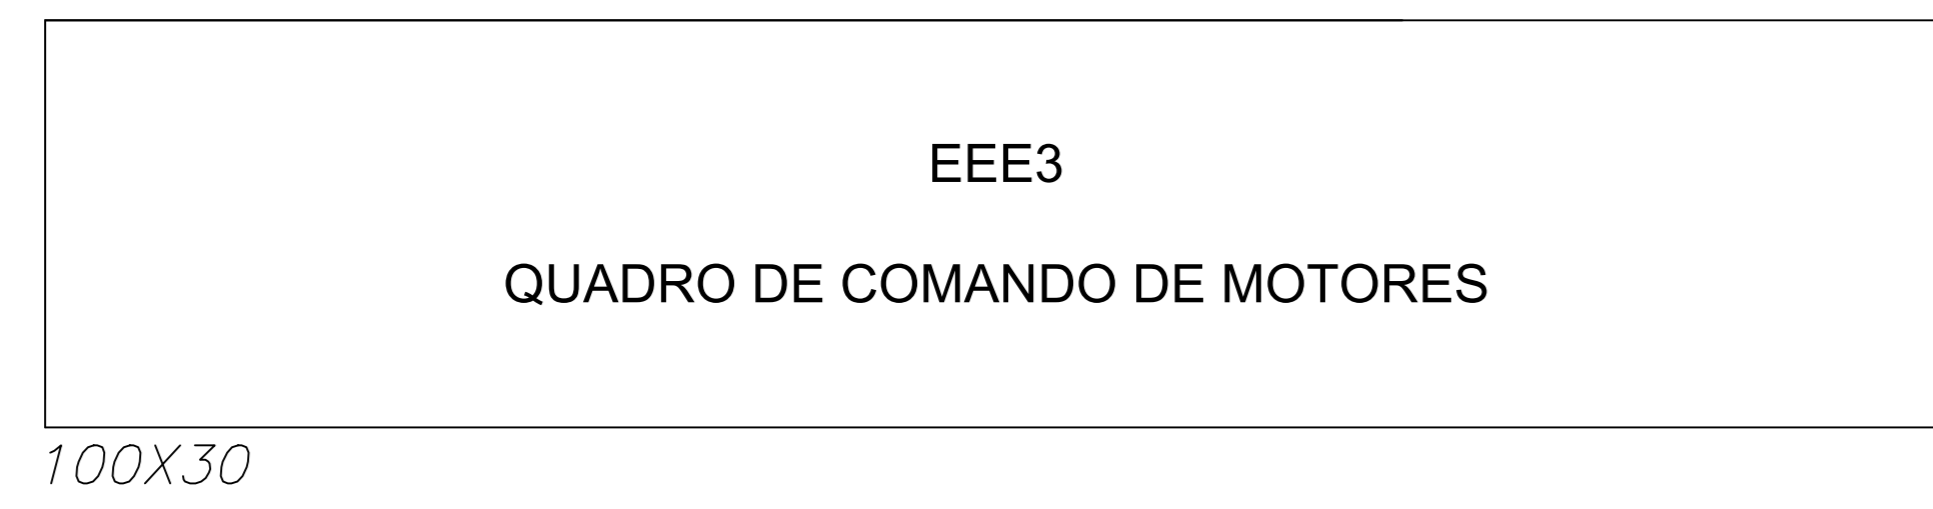 EEE3
QUADRO DE COMANDO DE MOTORES
100X30